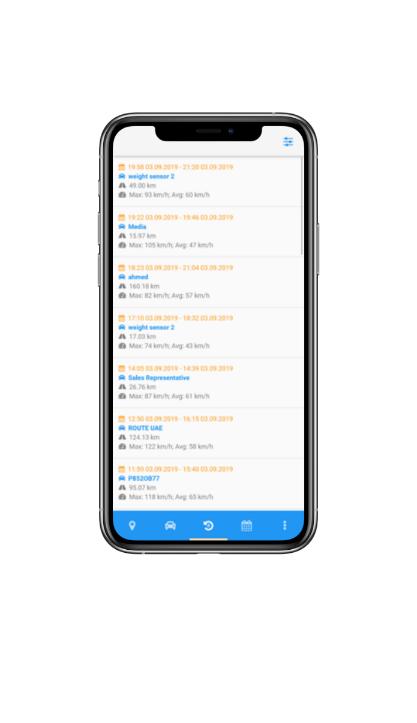 19:58 03.09.2019 - 21:20 03.09.2019
weight sensor 2
49.00 km
Max: 93 km/h; Avg: 60 km/h
19:22 03.09.2019 - 19:46 03.09.2019
Media
15.97 km
Max: 105 km/h; Avg: 47 km/h
18:23 03.09.2019 - 21:04 03.09.2019
ahmed
160.18 km
Max: 82 km/h; Avg: 57 km/h
17:10 03.09.2019 - 18:32 03.09.2019
weight sensor 2
17.03 km
Max: 74 km/h; Avg: 43 km/h
14:05 03.09.2019 - 14:39 03.09.2019
Sales Representative
26.76 km
Max: 87 km/h; Avg: 61 km/h
12:50 03.09.2019 - 16:15 03.09.2019
ROUTE UAE
124.13 km
Max: 122 km/h; Avg: 58 km/h
11:59 03.09.2019 - 15:40 03.09.2019
P8520B77
95.07 km
Max: 118 km/h; Avg: 65 km/h